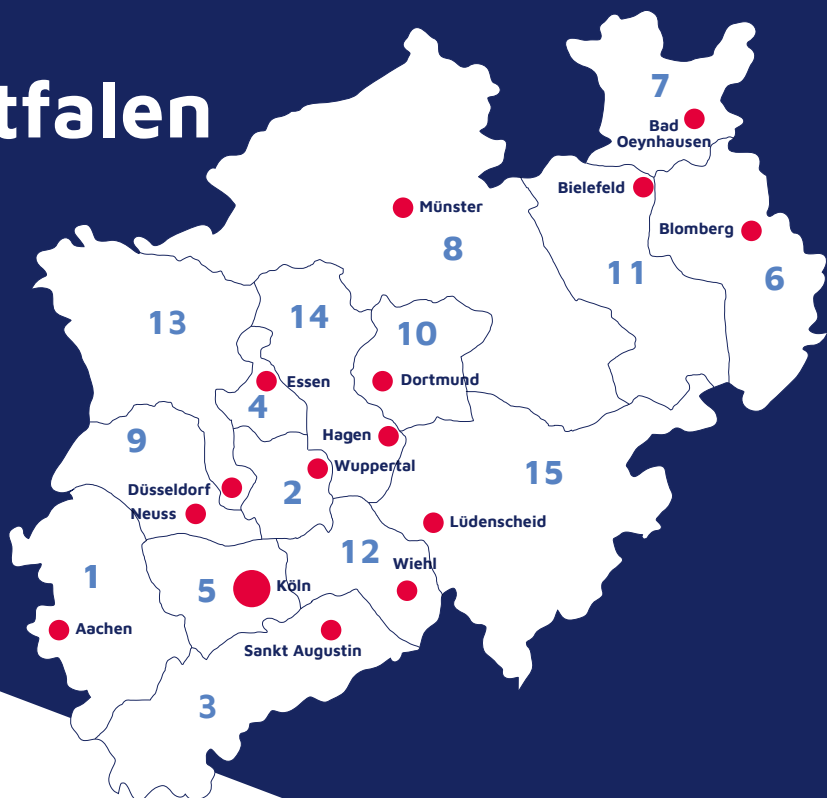 tfalen
7
Bad
Oeynhausen
Bielefeld
Münster
Blomberg
8
11
6
13
14
10
Essen
Dortmund
4
9
Hagen
Wuppertal
15
Düsseldorf
2
Neuss
Lüdenscheid
12
Wiehl
1
5
Köln
Aachen
Sankt Augustin
3